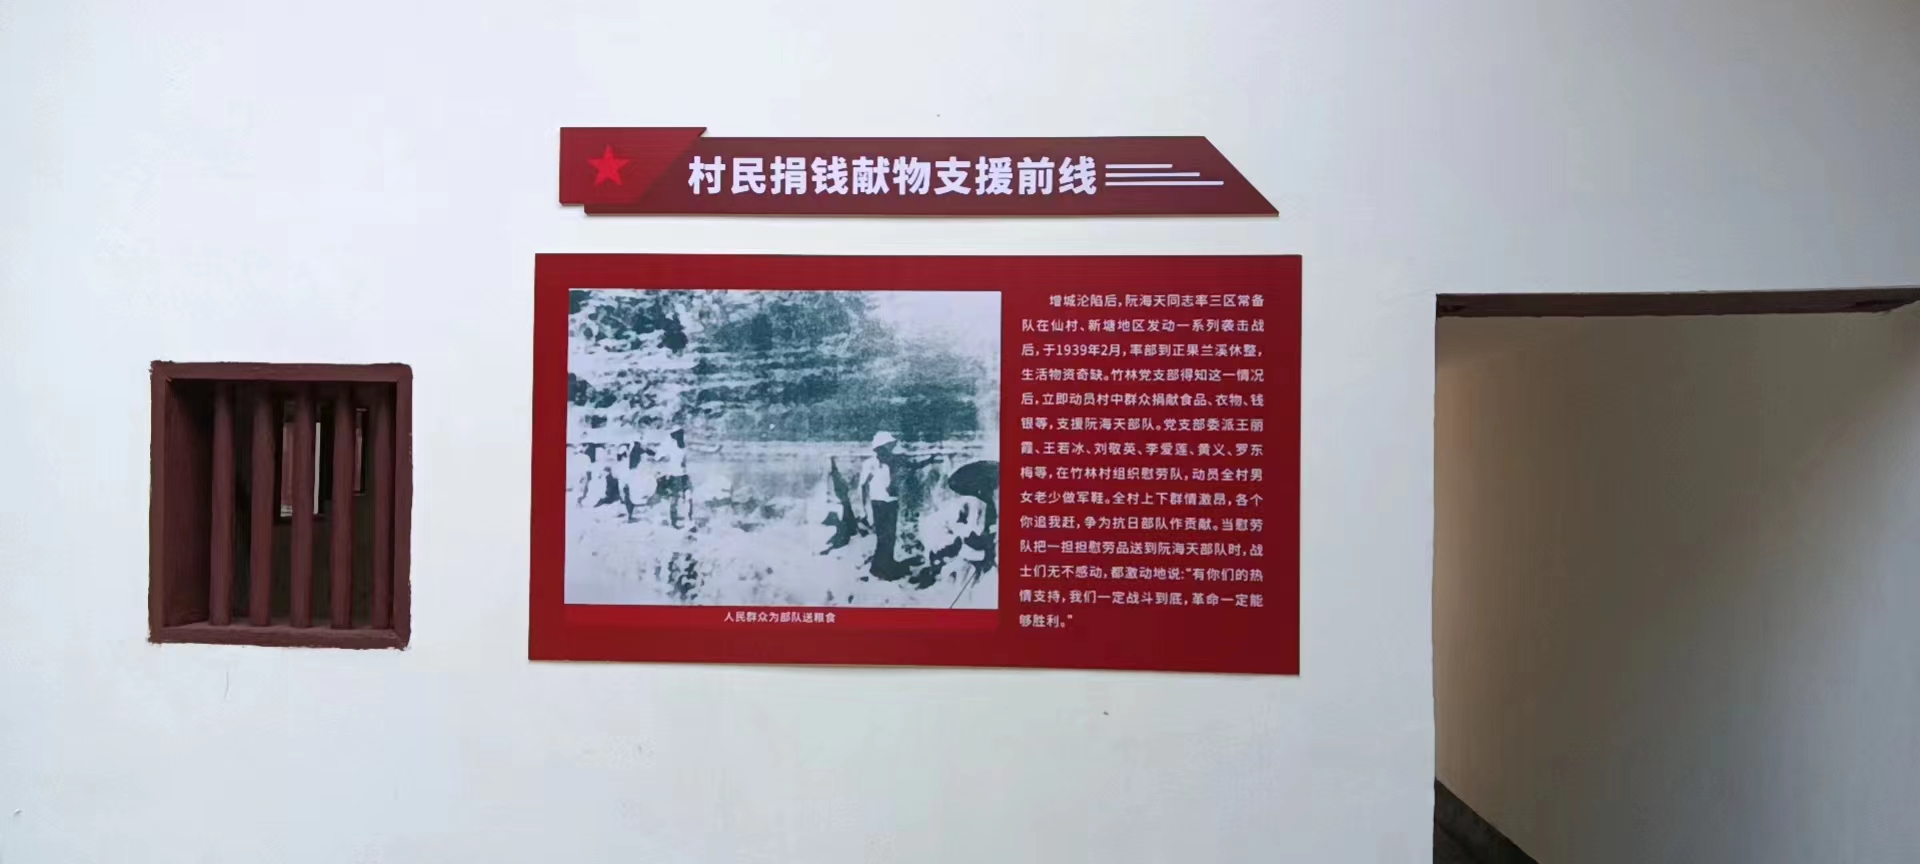 村民捐钱献物支援前线
增城沦陷后，阮海天同志率三区常备
队在仙村、新塘地区发动一系列袭击战
后，于1939年2月，率部到正果兰溪休整，
生活物资奇缺。竹林党支部得知这一情况
后，立即动员村中群众捐献食品、衣物、钱
银等，支援阮海天部队。党支部委派王丽
霞、王若冰、刘敬英、李爱莲、黄义、罗东
梅等，在竹林村组织慰劳队，动员全村男
女老少做军鞋。全村上下群情激昂，各个
你追我赶，争为抗日部队作贡献。当慰劳
队把一担担慰劳品送到阮海天部队时，战
士们无不感动，都激动地说：“有你们的热
情支持，我们一定战斗到底，革命一定能
够胜利。”
人民群众为部队送粮食